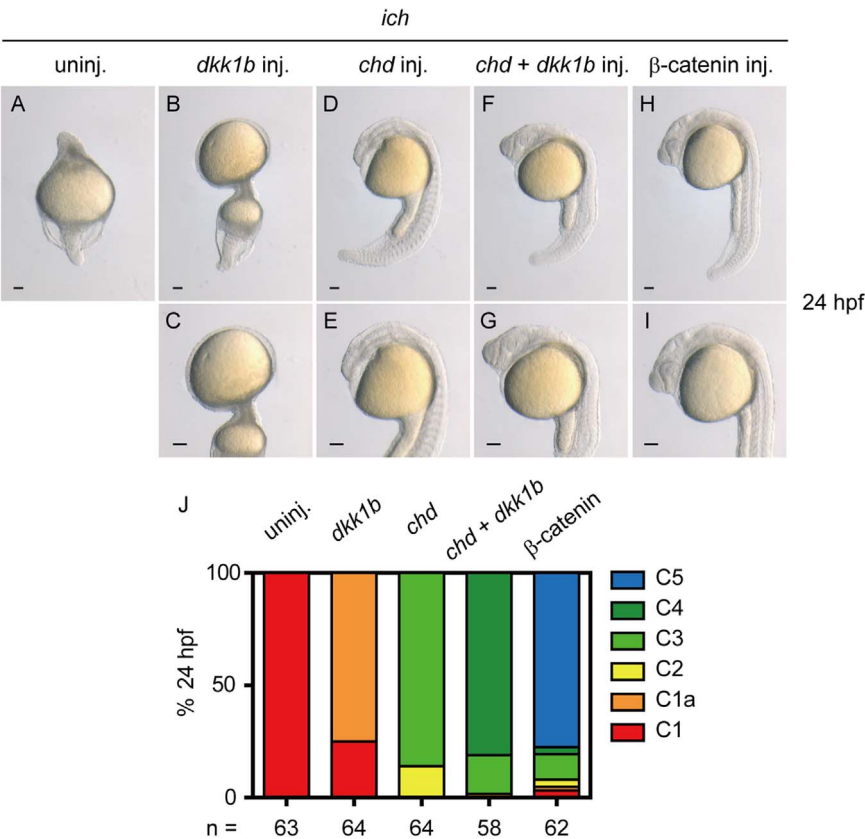 ich
uninj. dkk1b inj. chd inj. chd + dkk1b inj. β-catenin inj.
A B D F H
24 hpf
C E G I
J
uninj. dkk1b chd chd + dkk1b β-catenin
100
50
0
% 24 hpf
C5
C4
C3
C2
C1a
C1
n = 63 64 64 58 62